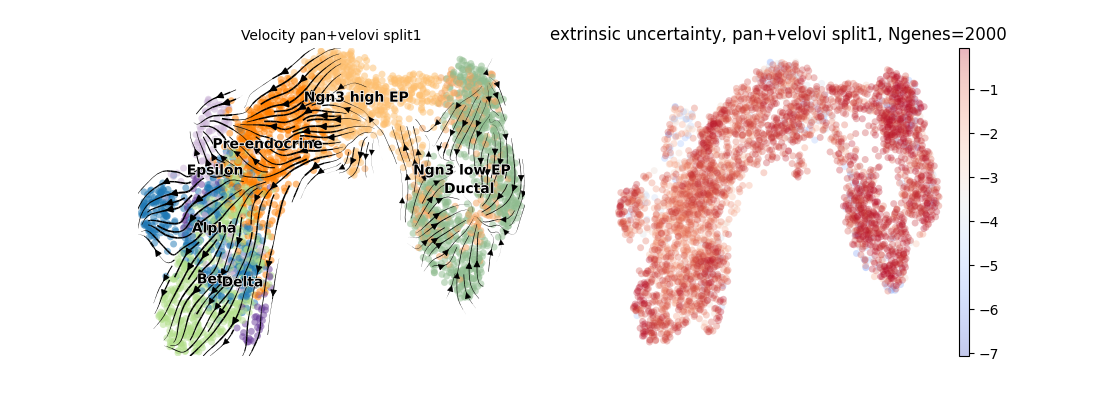 Velocity pan+velovi split1
extrinsic uncertainty, pan+velovi split1, Ngenes=2000
Ngn3 high EP
Pre-endocrine
Epsilon
Ngn3 low EP
Ductal
Alpha
Beta
Delta
−1
−2
−3
−4
−5
−6
−7